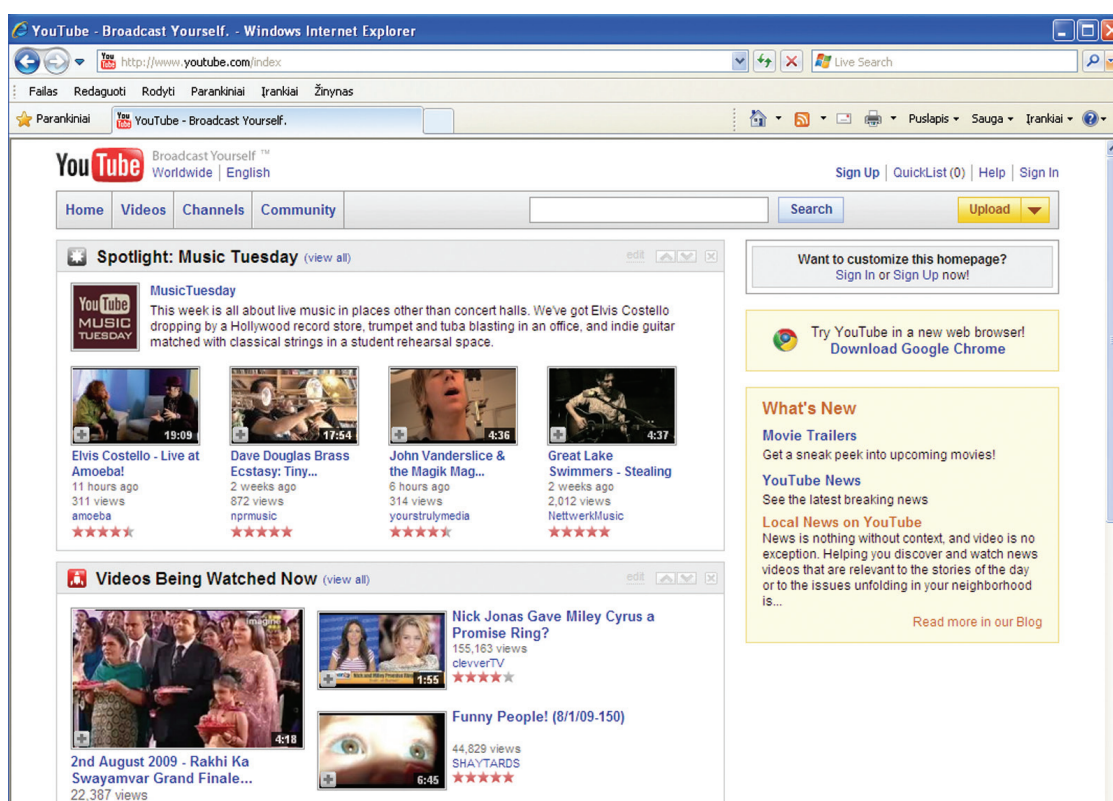 YouTube - Broadcast Yourself. - Windows Internet Explorer
http://www.youtube.com/index
Live Search
Failas Redaguoti Rodyti Parankiniai Įrankiai Žinynas
Parankiniai
YouTube - Broadcast Yourself.
Puslapis Sauga Įrankiai
YouTube
Broadcast Yourself ™
Worldwide | English
Sign Up | QuickList (0) | Help | Sign In
Home Videos Channels Community
Search
Upload
Spotlight: Music Tuesday (view all)
edit
YouTube
MUSIC
TUESDAY
MusicTuesday
This week is all about live music in places other than concert halls. We've got Elvis Costello
dropping by a Hollywood record store, trumpet and tuba blasting in an office, and indie guitar
matched with classical strings in a student rehearsal space.
19:09
Elvis Costello - Live at
Amoeba!
11 hours ago
311 views
amoeba
17:54
Dave Douglas Brass
Ecstasy: Tiny...
2 weeks ago
872 views
nprmusic
4:36
John Vanderslice &
the Magik Mag...
6 hours ago
314 views
yourstrulymedia
4:37
Great Lake
Swimmers - Stealing
2 weeks ago
2,012 views
NettwerkMusic
Videos Being Watched Now (view all)
edit
imagine
4:18
2nd August 2009 - Rakhi Ka
Swayamvar Grand Finale...
22,387 views
1:55
Nick Jonas Gave Miley Cyrus a
Promise Ring?
155,163 views
clevverTV
6:45
Funny People! (8/1/09-150)
44,829 views
SHAYTARDS
Want to customize this homepage?
Sign In or Sign Up now!
Try YouTube in a new web browser!
Download Google Chrome
What's New
Movie Trailers
Get a sneak peek into upcoming movies!
YouTube News
See the latest breaking news
Local News on YouTube
News is nothing without context, and video is no
exception. Helping you discover and watch news
videos that are relevant to the stories of the day
or to the issues unfolding in your neighborhood
is...
Read more in our Blog